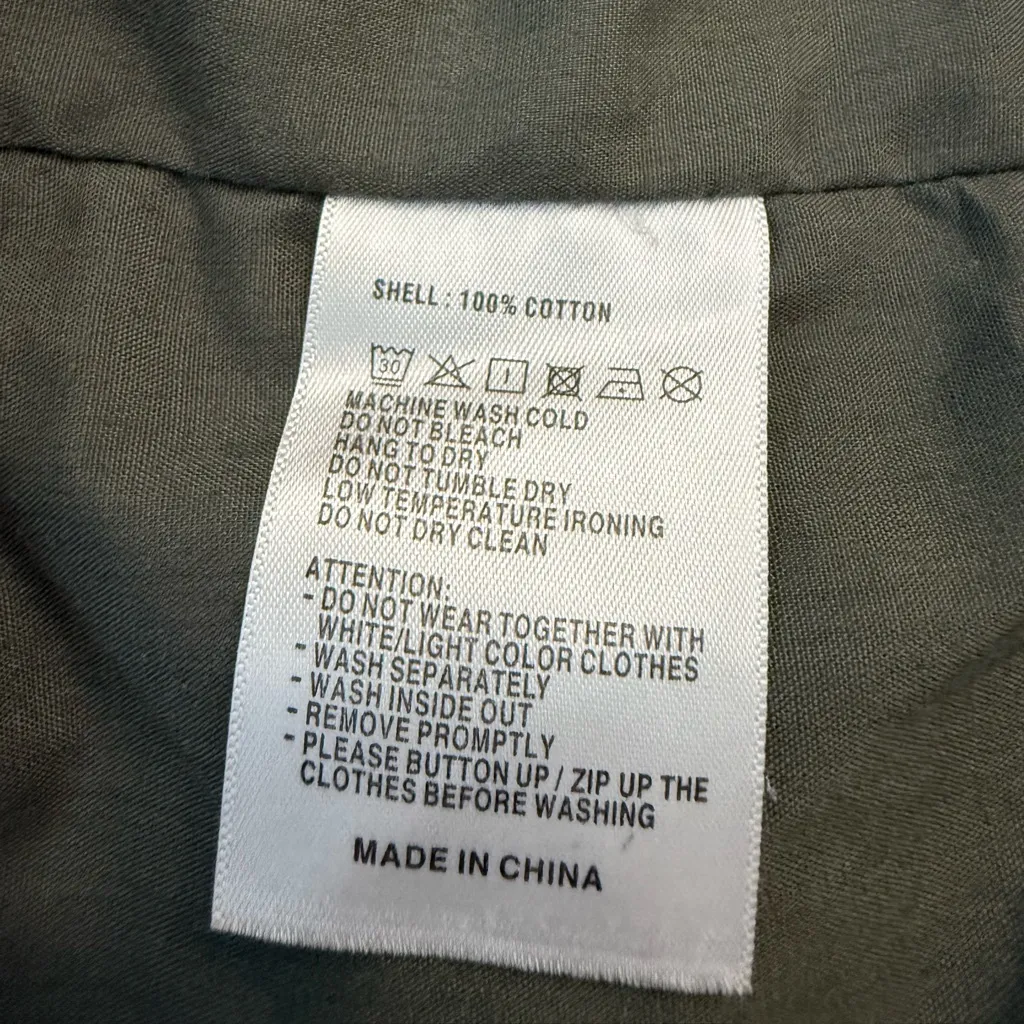 SHELL : 100% COTTON
30
MACHINE WASH COLD
DO NOT BLEACH
HANG TO DRY
DO NOT TUMBLE DRY
LOW TEMPERATURE IRONING
DO NOT DRY CLEAN
ATTENTION:
- DO NOT WEAR TOGETHER WITH
WHITE/LIGHT COLOR CLOTHES
- WASH SEPARATELY
- WASH INSIDE OUT
- REMOVE PROMPTLY
- PLEASE BUTTON UP / ZIP UP THE
CLOTHES BEFORE WASHING
MADE IN CHINA